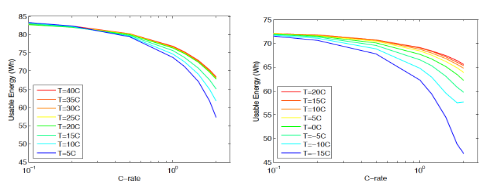 85
80
75
70
65
60
55
50
45
Usable Energy (Wh)
T=40C
T=35C
T=30C
T=25C
T=20C
T=15C
T=10C
T=5C
10⁻¹
10⁰
C-rate
75
70
65
60
55
50
45
Usable Energy (Wh)
T=20C
T=15C
T=10C
T=5C
T=0C
T=-5C
T=-10C
T=-15C
10⁻¹
10⁰
C-rate